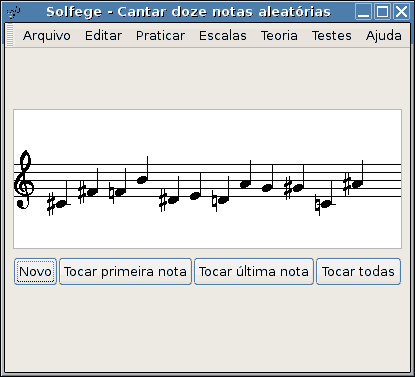 Solfege - Cantar doze notas aleatórias
Arquivo Editar Praticar Escalas Teoria Testes Ajuda
Novo Tocar primeira nota Tocar última nota Tocar todas